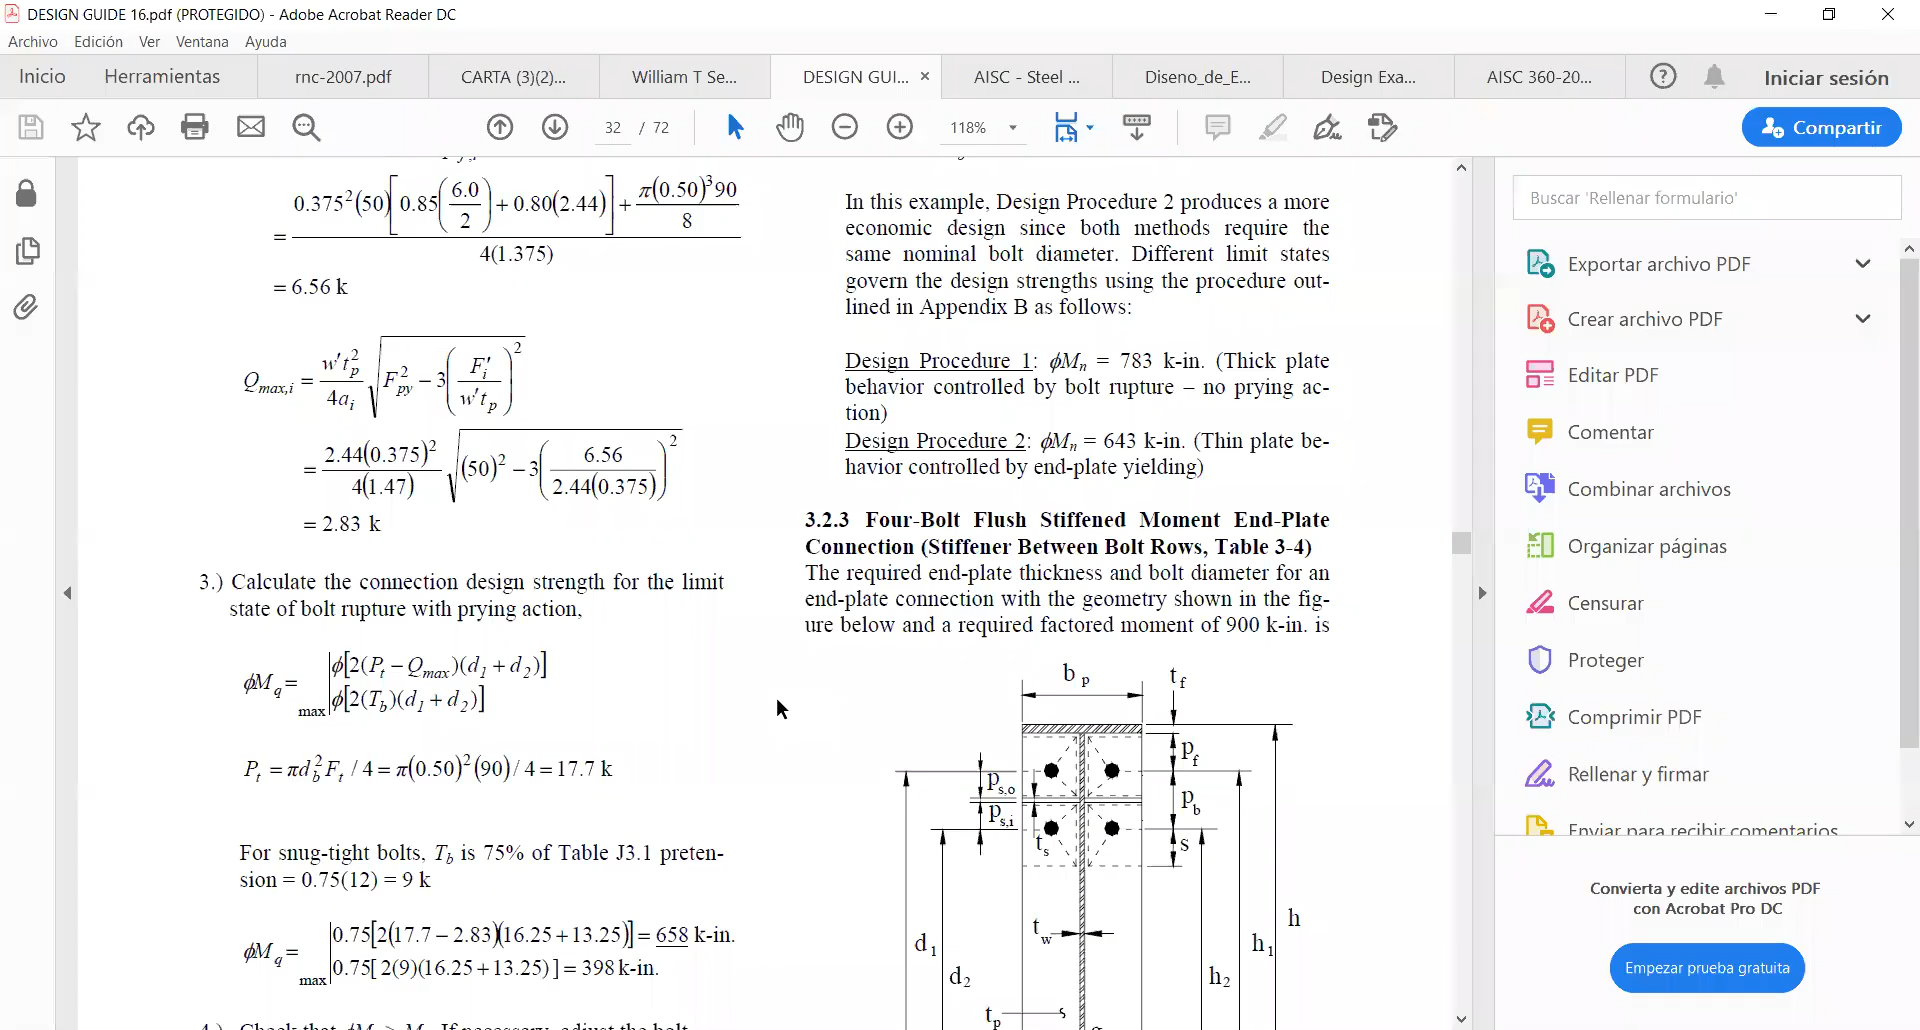 DESIGN GUIDE 16.pdf (PROTEGIDO) - Adobe Acrobat Reader DC
Archivo Edición Ver Ventana Ayuda
Inicio Herramientas rnc-2007.pdf CARTA (3)(2)... William T Se... DESIGN GUI... × AISC - Steel ... Diseno_de_E... Design Exa... AISC 360-20... Iniciar sesión
32 / 72 118% Compartir
= 0.375²(50)[0.85(6.0/2)+0.80(2.44)]+π(0.50)³90/8
4(1.375)
= 6.56 k
Q_max,i = w't_p²/4a_i √(F_py² − 3(F_i'/w't_p)²)
= 2.44(0.375)²/4(1.47) √((50)² − 3(6.56/2.44(0.375))²)
= 2.83 k
3.) Calculate the connection design strength for the limit
state of bolt rupture with prying action,
ϕM_q = max | ϕ[2(P_t − Q_max)(d_1 + d_2)]
ϕ[2(T_b)(d_1 + d_2)]
P_t = πd_b²F_t / 4 = π(0.50)²(90)/ 4 = 17.7 k
For snug-tight bolts, T_b is 75% of Table J3.1 preten-
sion = 0.75(12) = 9 k
ϕM_q = max | 0.75[2(17.7 − 2.83)(16.25 + 13.25)] = 658 k-in.
0.75[2(9)(16.25 + 13.25)] = 398 k-in.
In this example, Design Procedure 2 produces a more
economic design since both methods require the
same nominal bolt diameter. Different limit states
govern the design strengths using the procedure out-
lined in Appendix B as follows:
Design Procedure 1: ϕM_n = 783 k-in. (Thick plate
behavior controlled by bolt rupture – no prying ac-
tion)
Design Procedure 2: ϕM_n = 643 k-in. (Thin plate be-
havior controlled by end-plate yielding)
3.2.3 Four-Bolt Flush Stiffened Moment End-Plate
Connection (Stiffener Between Bolt Rows, Table 3-4)
The required end-plate thickness and bolt diameter for an
end-plate connection with the geometry shown in the fig-
ure below and a required factored moment of 900 k-in. is
b_p t_f
p_f
p_s,o p_b
p_s,i
t_s s
h
t_w
d_1 h_1
d_2 h_2
t_p
Buscar 'Rellenar formulario'
Exportar archivo PDF
Crear archivo PDF
Editar PDF
Comentar
Combinar archivos
Organizar páginas
Censurar
Proteger
Comprimir PDF
Rellenar y firmar
Enviar para recibir comentarios
Convierta y edite archivos PDF
con Acrobat Pro DC
Empezar prueba gratuita